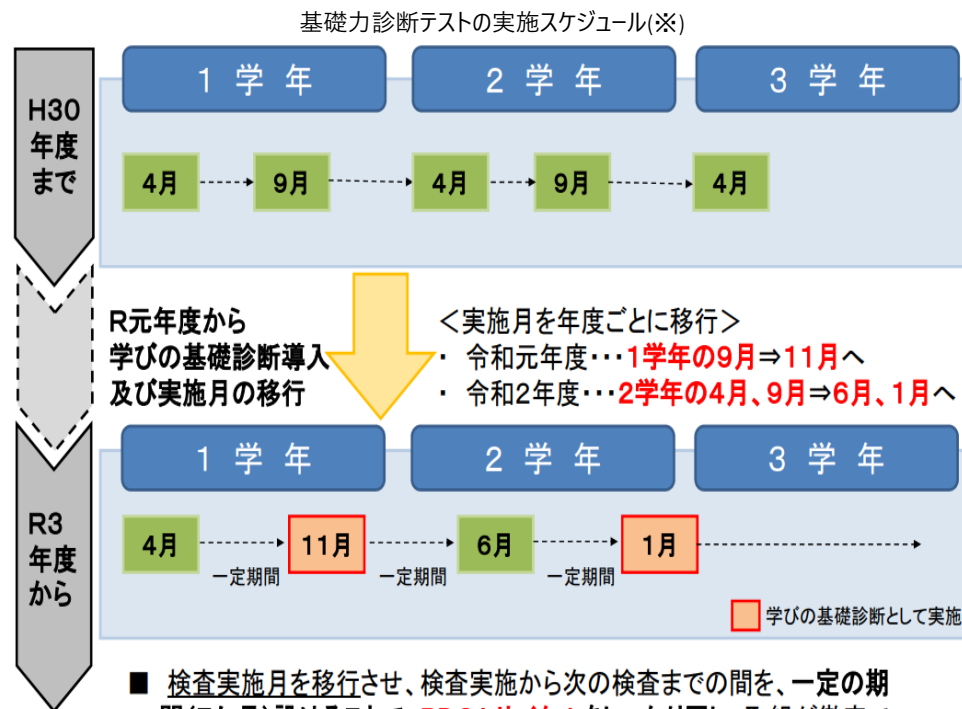 基礎力診断テストの実施スケジュール(※)
H30
年度
まで
1 学 年
2 学 年
3 学 年
4月
9月
4月
9月
4月
R元年度から
学びの基礎診断導入
及び実施月の移行
＜実施月を年度ごとに移行＞
・ 令和元年度･･･1学年の9月⇒11月へ
・ 令和2年度･･･2学年の4月、9月⇒6月、1月へ
R3
年度
から
1 学 年
2 学 年
3 学 年
4月
11月
6月
1月
一定期間
一定期間
一定期間
学びの基礎診断として実施
■ 検査実施月を移行させ、検査実施から次の検査までの間を、一定の期